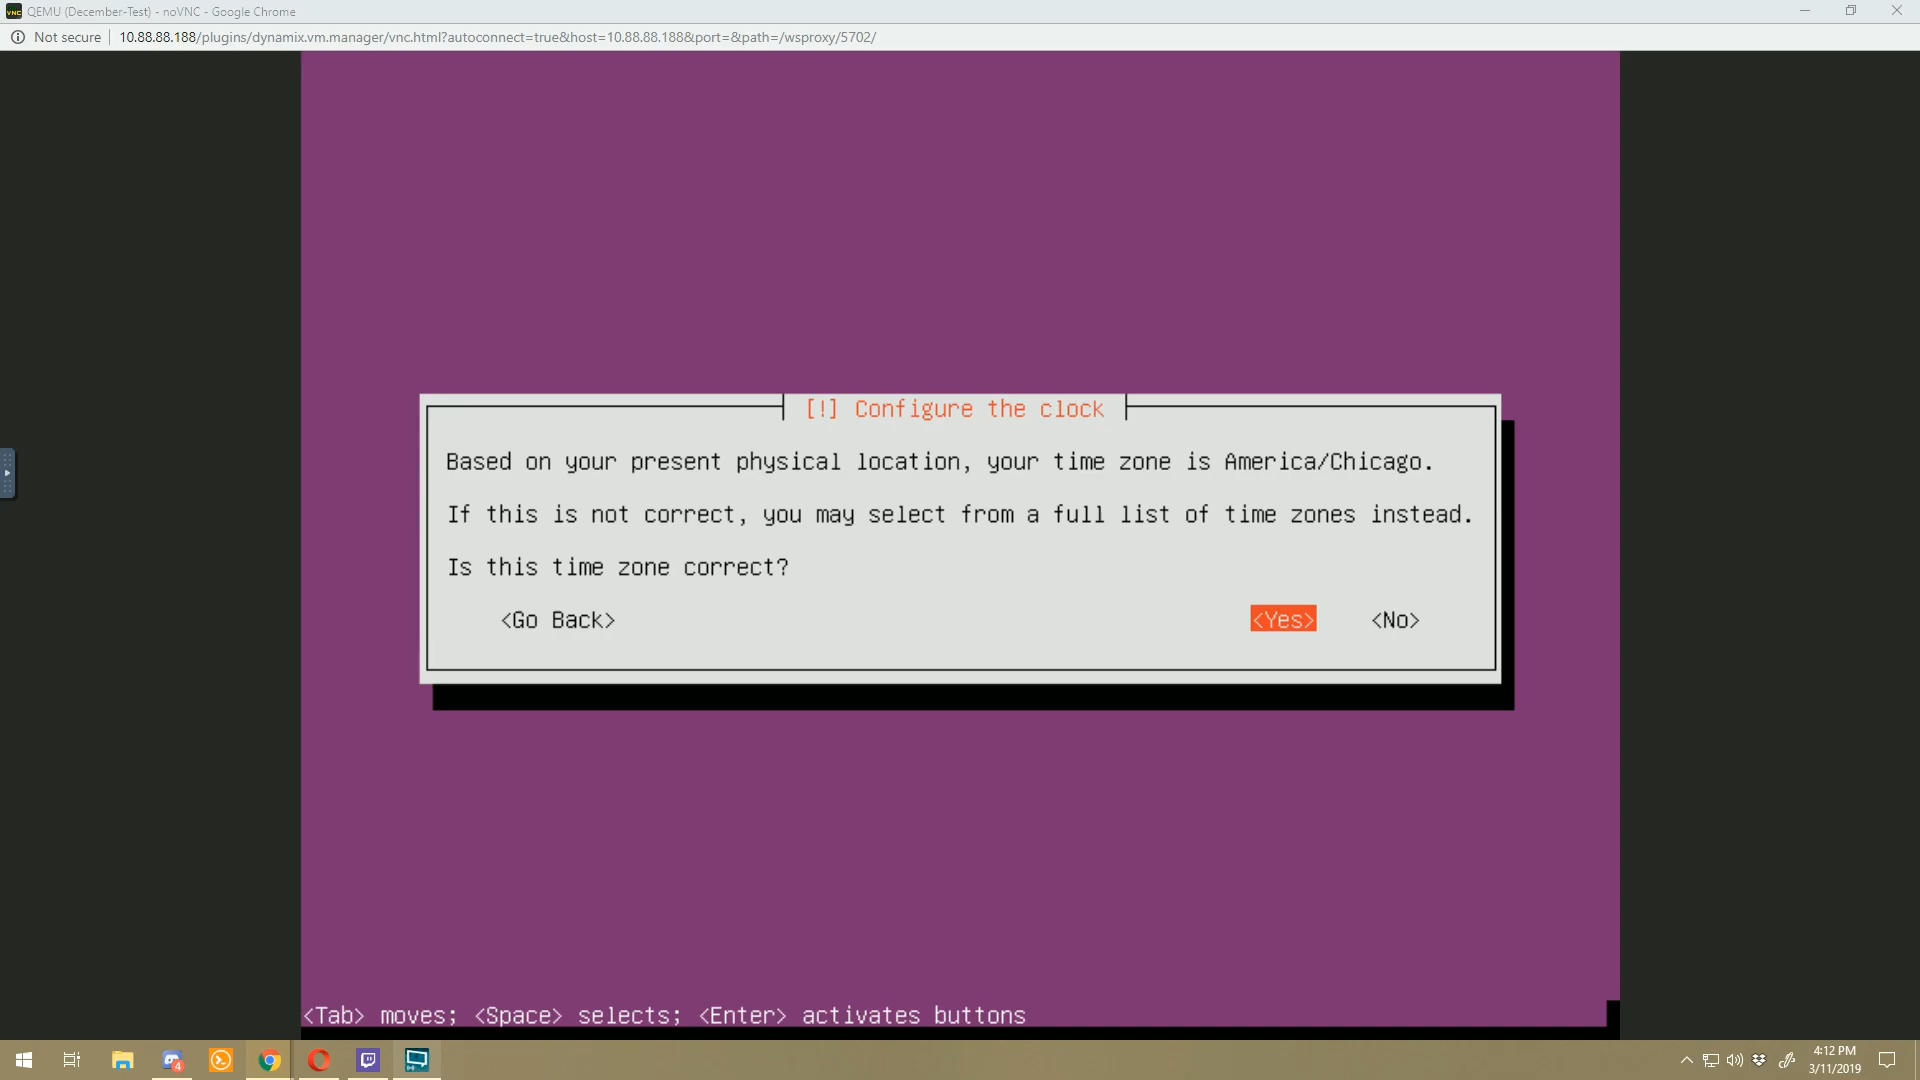 QEMU (December-Test) - noVNC - Google Chrome
Not secure | 10.88.88.188/plugins/dynamix.vm.manager/vnc.html?autoconnect=true&host=10.88.88.188&port=&path=/wsproxy/5702/
[!] Configure the clock
Based on your present physical location, your time zone is America/Chicago.
If this is not correct, you may select from a full list of time zones instead.
Is this time zone correct?
<Go Back> <Yes> <No>
<Tab> moves; <Space> selects; <Enter> activates buttons
4
4:12 PM
3/11/2019